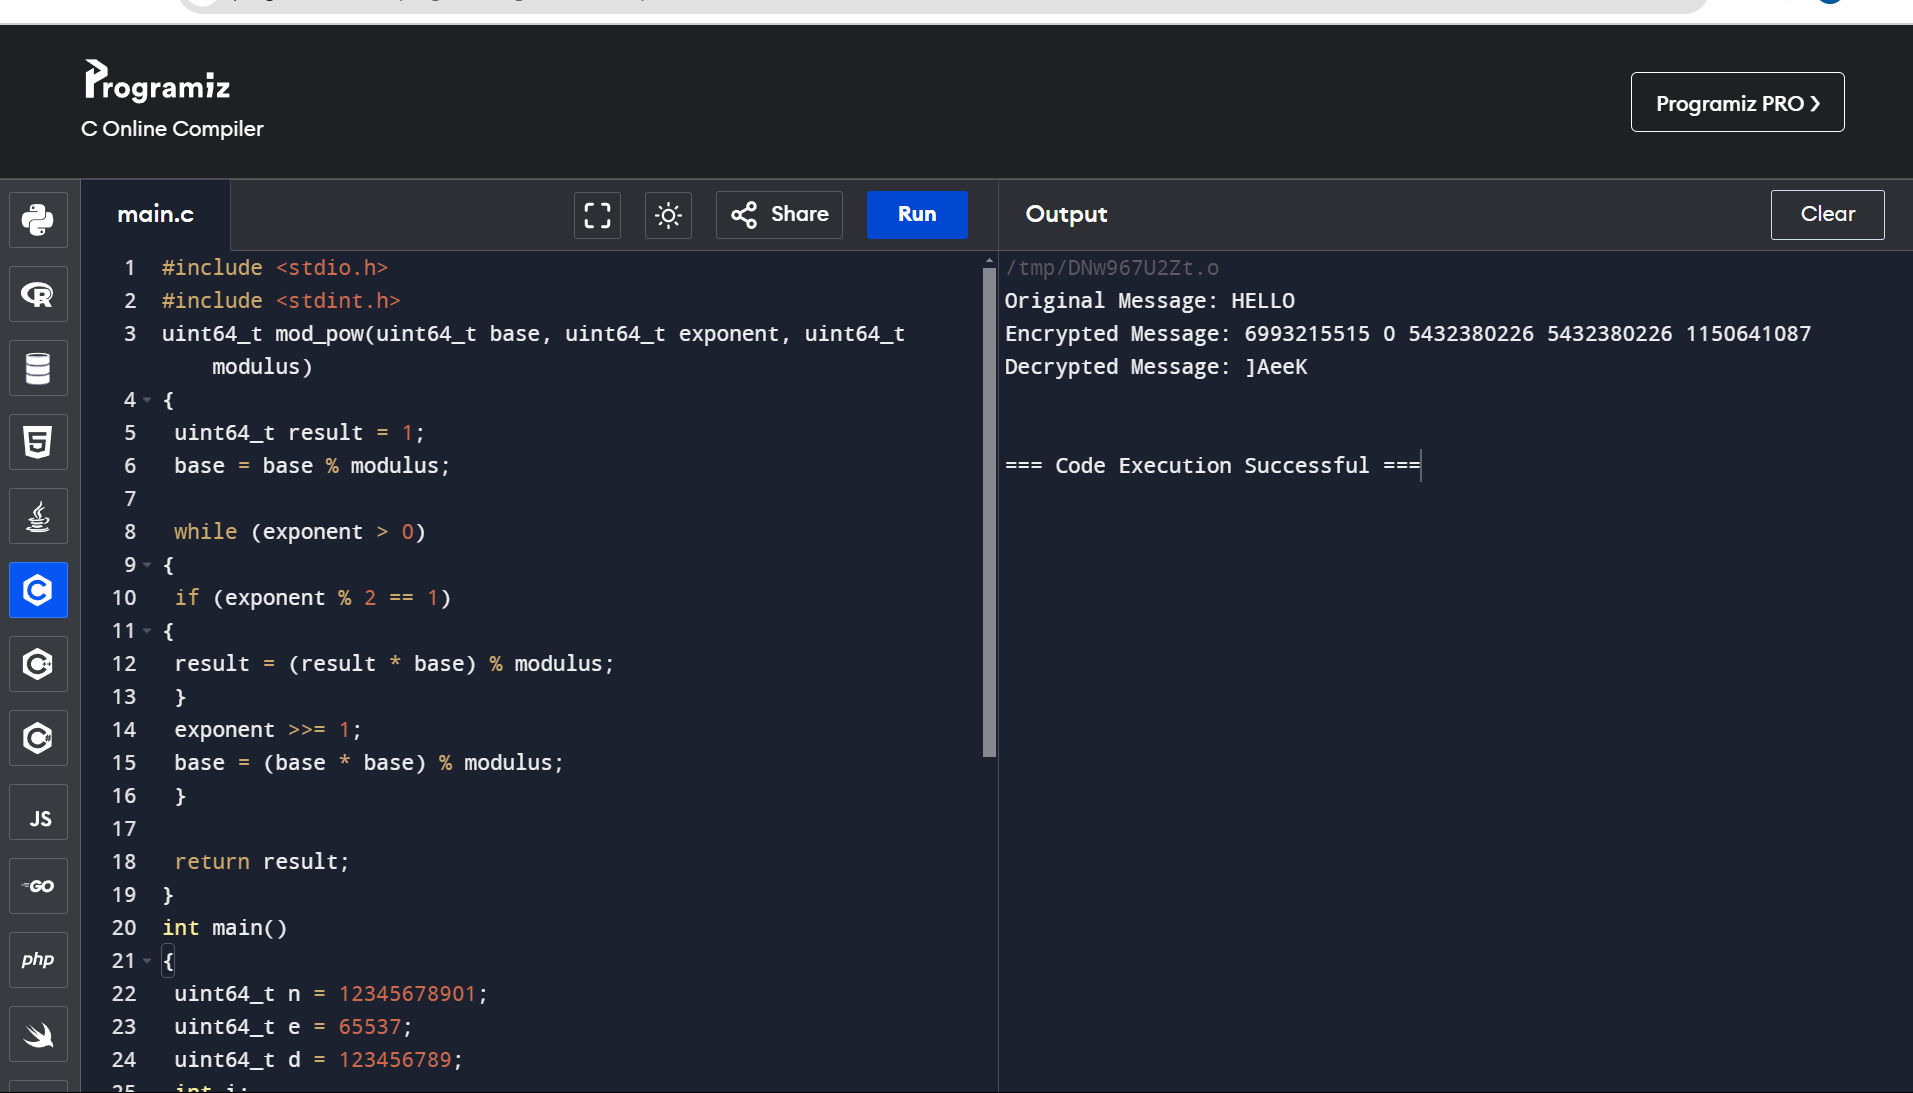 Programiz
C Online Compiler
Programiz PRO ❯
main.c
Share
Run
Output
Clear
1 #include <stdio.h>
2 #include <stdint.h>
3 uint64_t mod_pow(uint64_t base, uint64_t exponent, uint64_t
modulus)
4 {
5 uint64_t result = 1;
6 base = base % modulus;
7
8 while (exponent > 0)
9 {
10 if (exponent % 2 == 1)
11 {
12 result = (result * base) % modulus;
13 }
14 exponent >>= 1;
15 base = (base * base) % modulus;
16 }
17
18 return result;
19 }
20 int main()
21 {
22 uint64_t n = 12345678901;
23 uint64_t e = 65537;
24 uint64_t d = 123456789;
25 int i;
/tmp/DNw967U2Zt.o
Original Message: HELLO
Encrypted Message: 6993215515 0 5432380226 5432380226 1150641087
Decrypted Message: ]AeeK
=== Code Execution Successful ===
JS
GO
php